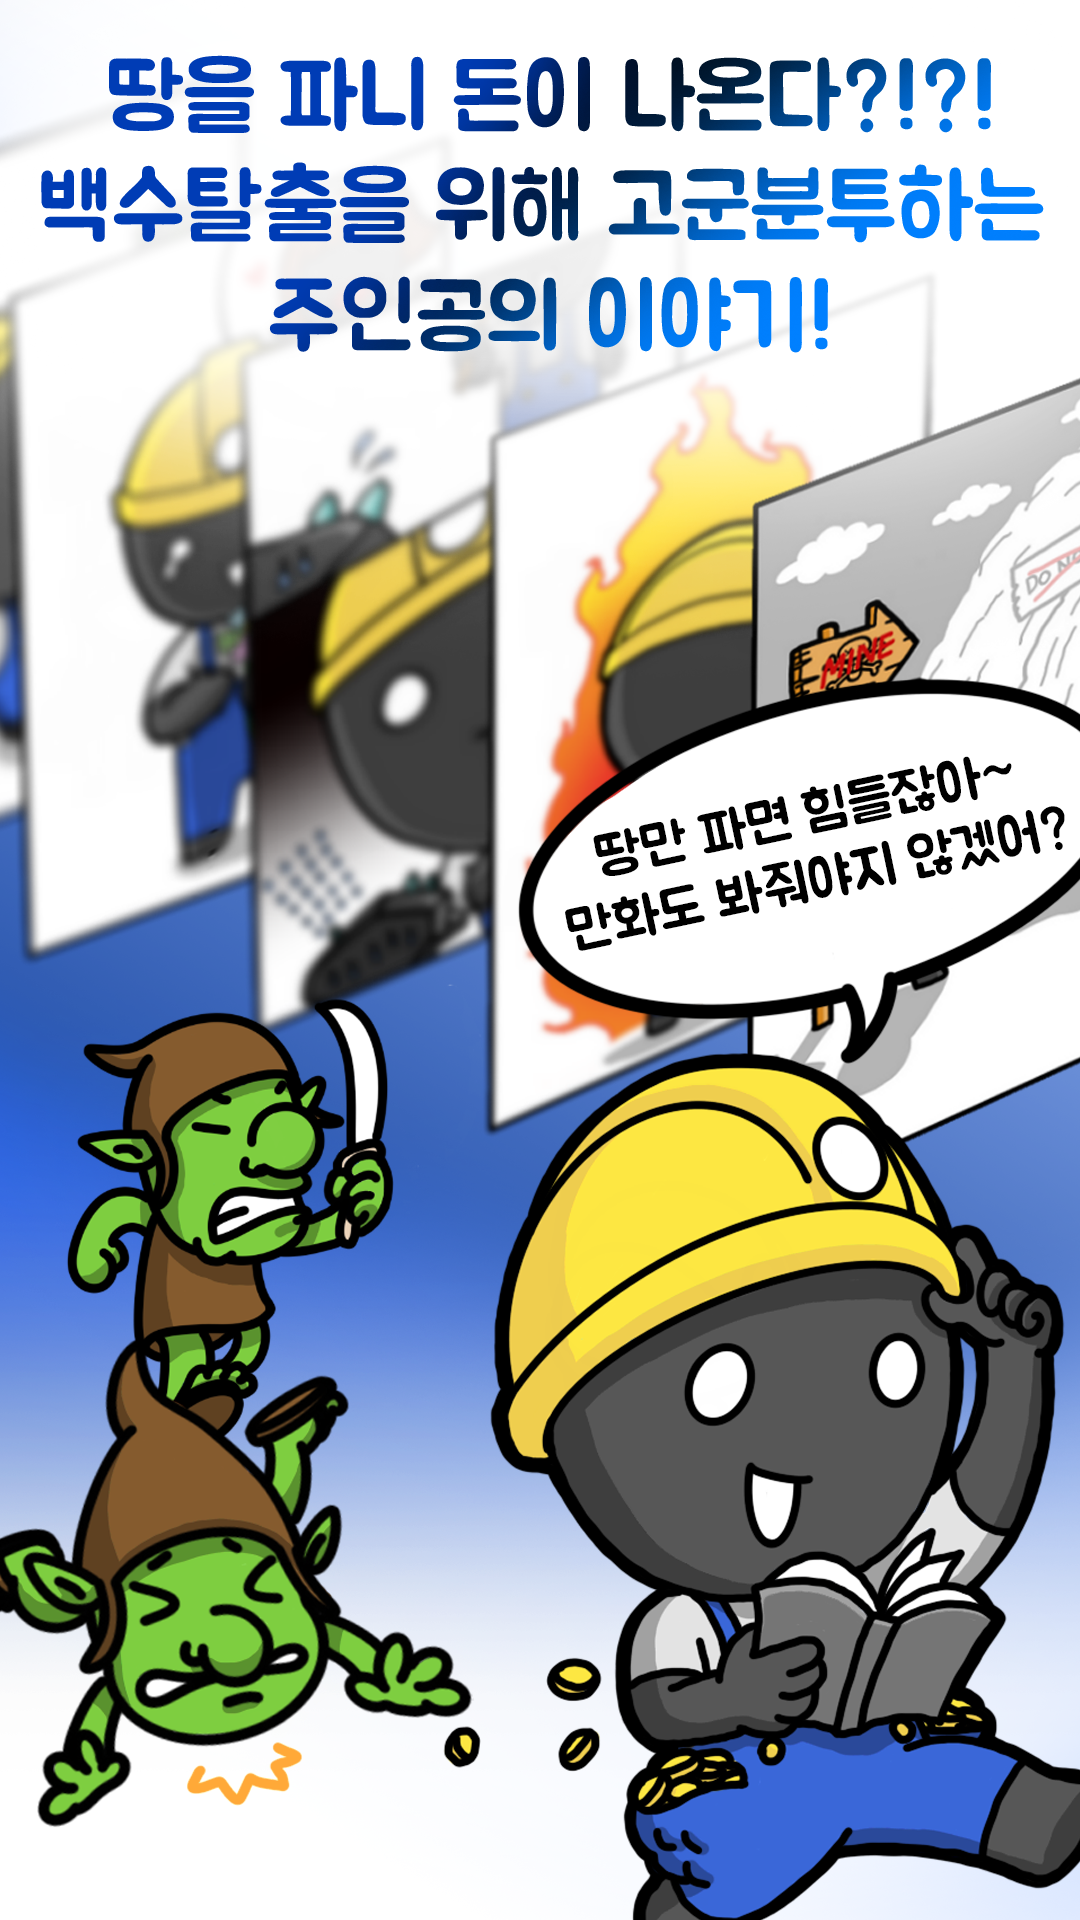 땅을 파니 돈이 나온다?!?!
백수탈출을 위해 고군분투하는
주인공의 이야기!
DO NO
MINE
땅만 파면 힘들잖아~
만화도 봐줘야지 않겠어?